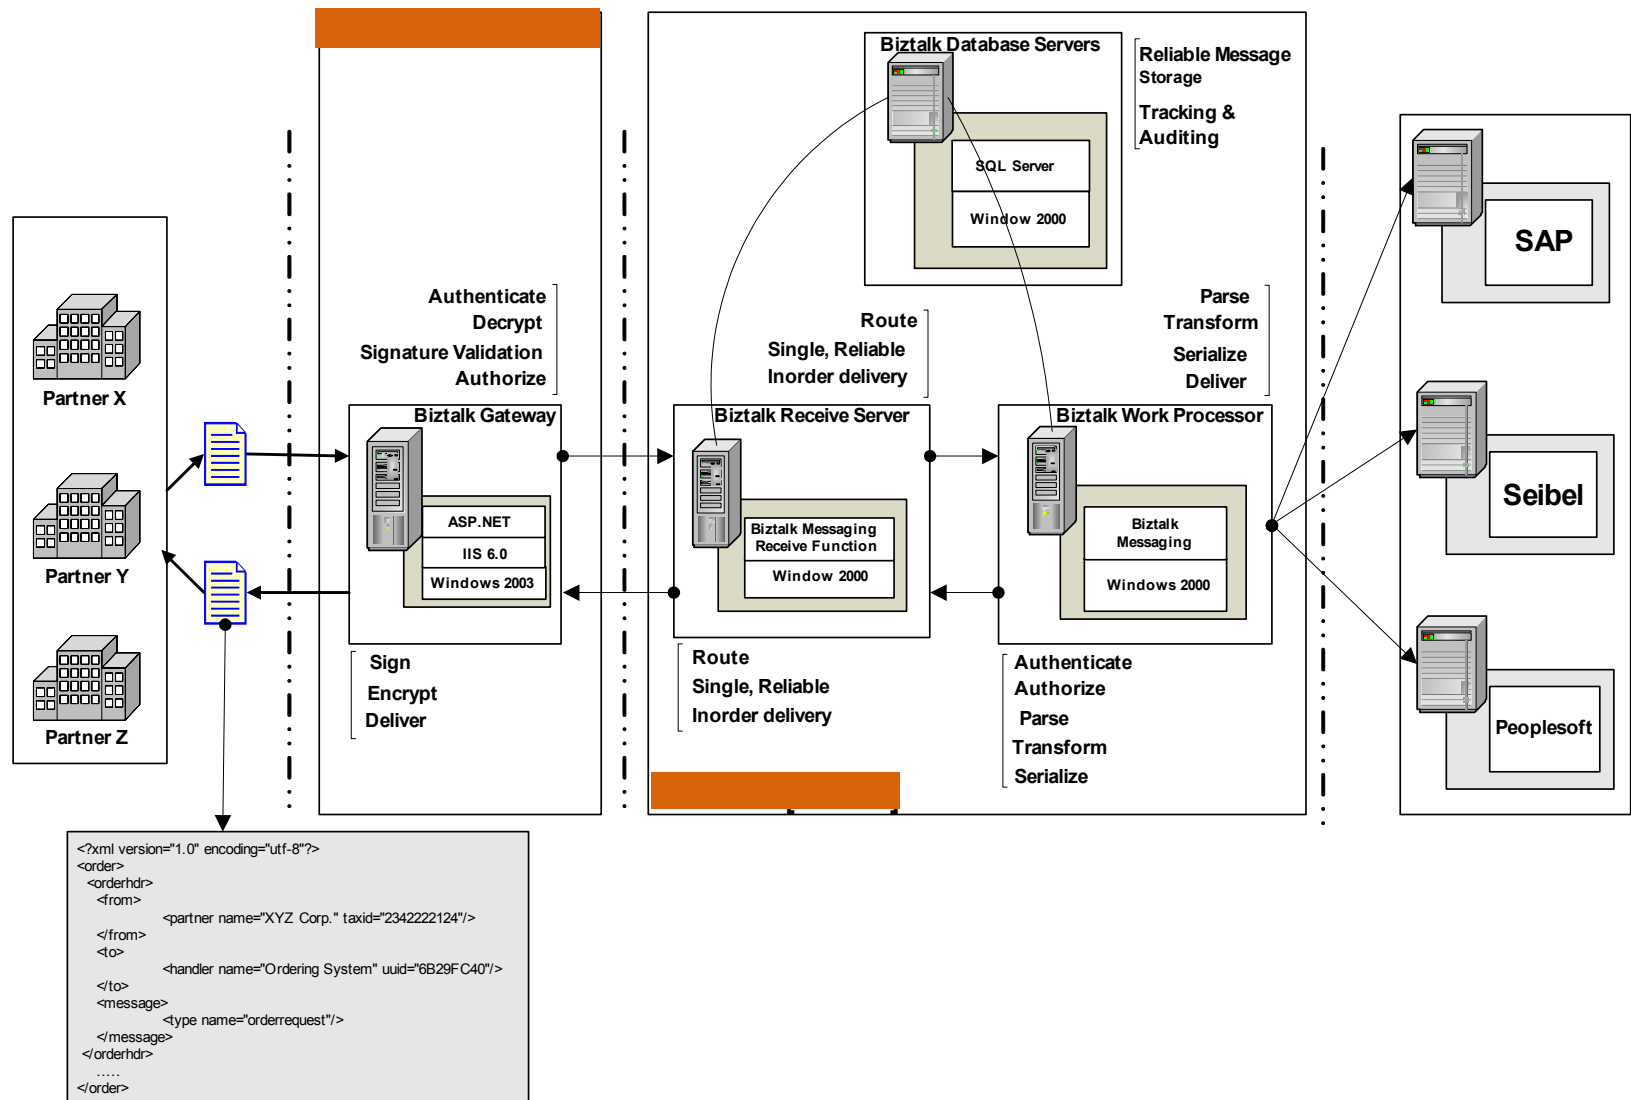 Biztalk Database Servers
Reliable Message
Storage
Tracking &
Auditing
SQL Server
Window 2000
SAP
Authenticate
Decrypt
Signature Validation
Authorize
Route
Single, Reliable
Inorder delivery
Parse
Transform
Serialize
Deliver
Partner X
Biztalk Gateway
Biztalk Receive Server
Biztalk Work Processor
Seibel
ASP.NET
IIS 6.0
Windows 2003
Biztalk Messaging
Receive Function
Window 2000
Biztalk
Messaging
Windows 2000
Partner Y
Sign
Encrypt
Deliver
Route
Single, Reliable
Inorder delivery
Authenticate
Authorize
Parse
Transform
Serialize
Peoplesoft
Partner Z
<?xml version="1.0" encoding="utf-8"?>
<order>
<orderhdr>
<from>
<partner name="XYZ Corp." taxid="2342222124"/>
</from>
<to>
<handler name="Ordering System" uuid="6B29FC40"/>
</to>
<message>
<type name="orderrequest"/>
</message>
</orderhdr>
.....
</order>